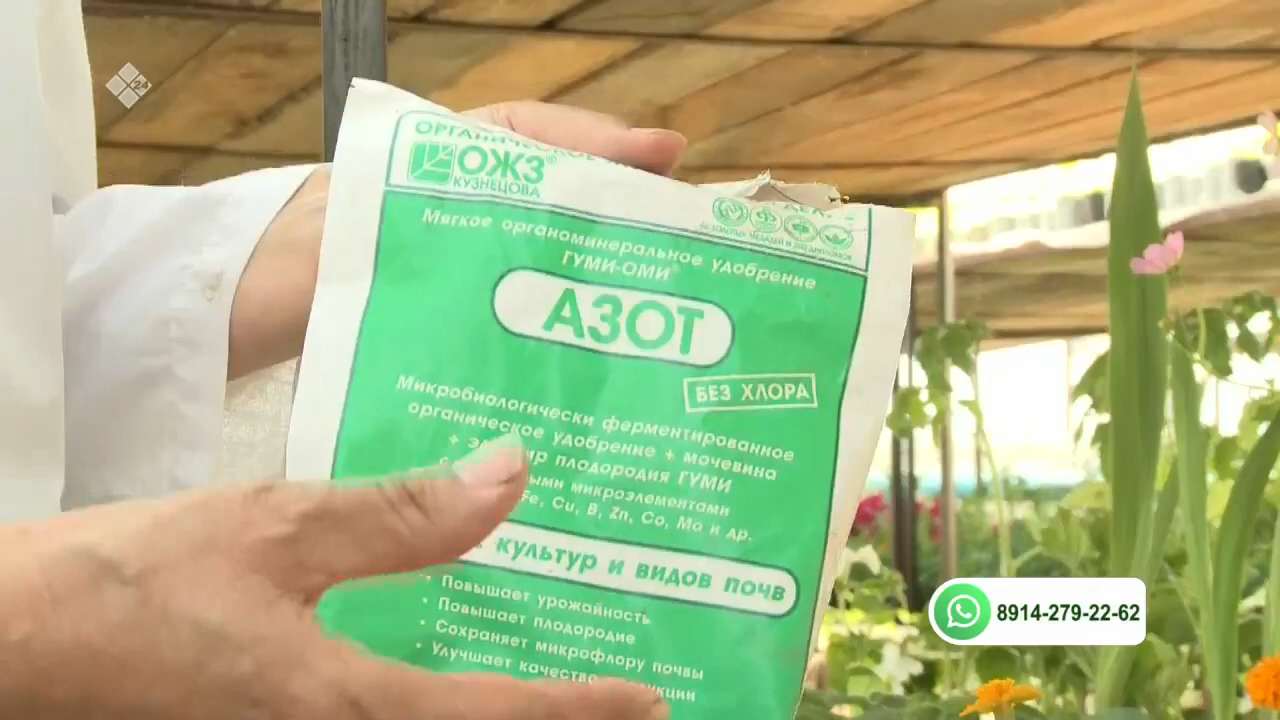 24
ОРГАНИЧЕСКОЕ
ОЖЗ®
КУЗНЕЦОВА
Мягкое органоминеральное удобрение
ГУМИ-ОМИ®
АЗОТ
БЕЗ ХЛОРА
Микробиологически ферментированное
органическое удобрение + мочевина
+ плодородия ГУМИ
микроэлементами
Fe, Cu, B, Zn, Co, Mo и др.
культур и видов почв
• Повышает урожайность
• Повышает плодородие
• Сохраняет микрофлору почвы
• Улучшает качество
8914-279-22-62